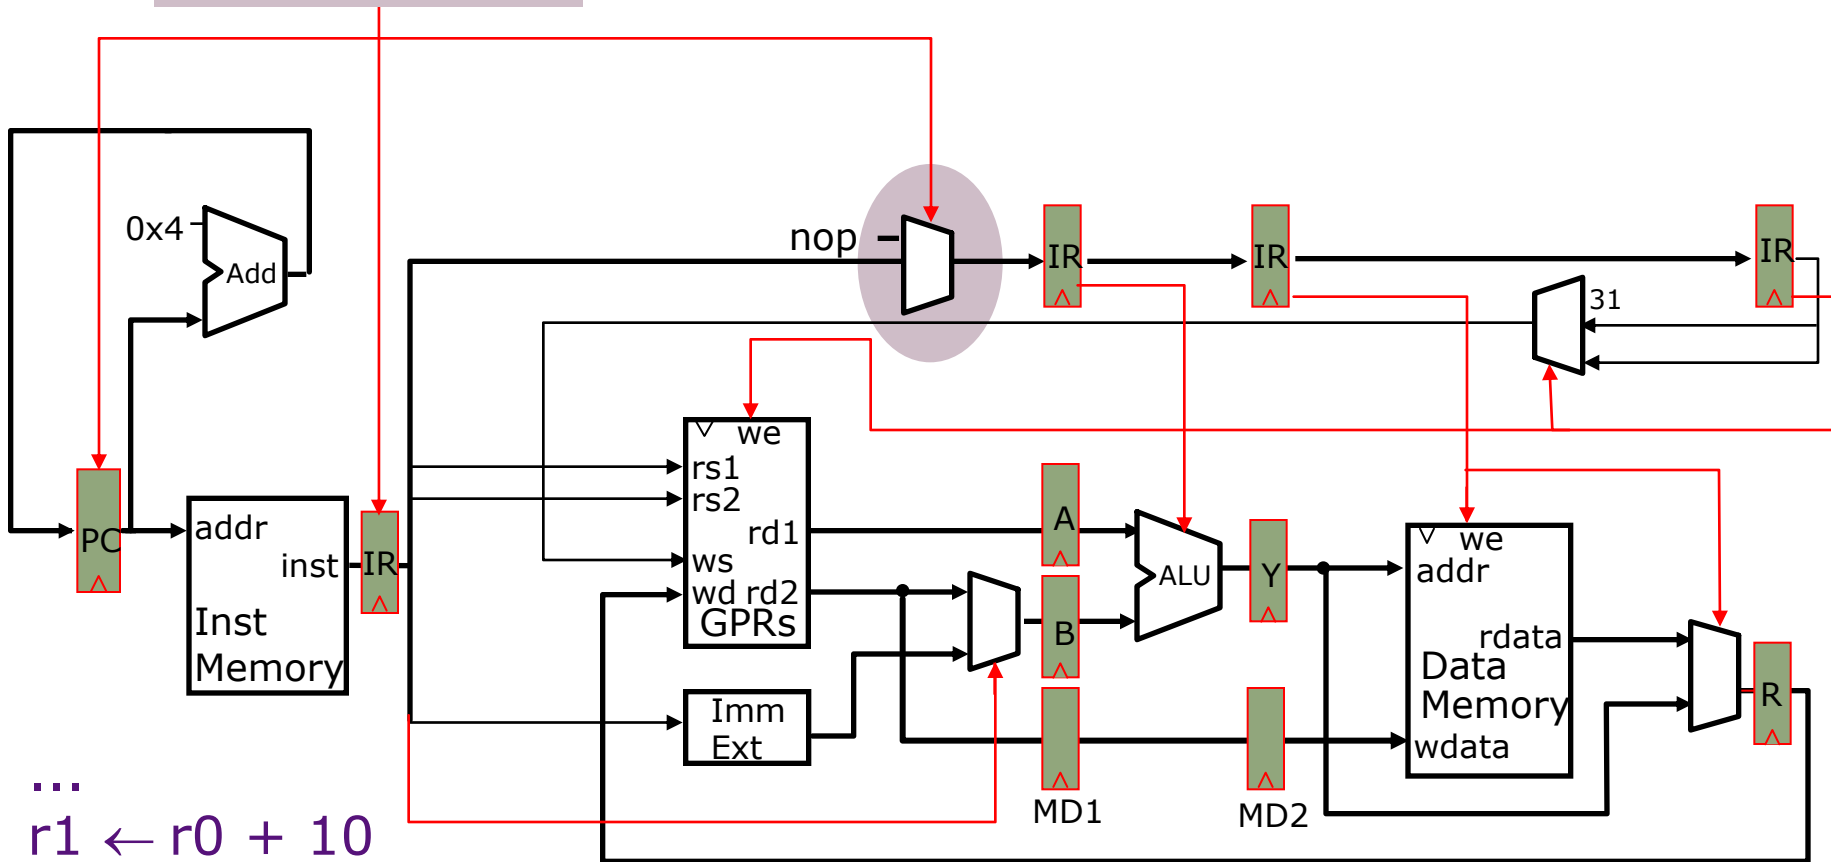 0x4
Add
nop
IR
IR
IR
31
we
rs1
rs2
rd1
ws
wd rd2
GPRs
PC
addr
inst
Inst
Memory
IR
A
B
ALU
Y
we
addr
rdata
Data
Memory
wdata
R
Imm
Ext
MD1
MD2
...
r1 ← r0 + 10